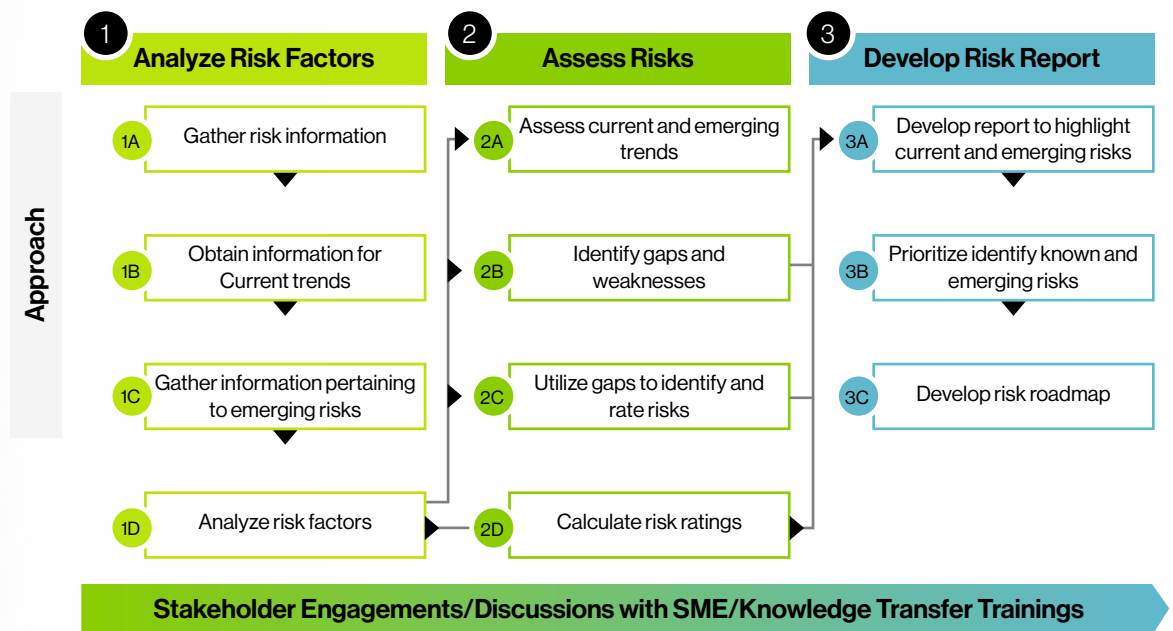 1
Analyze Risk Factors
2
Assess Risks
3
Develop Risk Report
Approach
1A
Gather risk information
1B
Obtain information for
Current trends
1C
Gather information pertaining
to emerging risks
1D
Analyze risk factors
2A
Assess current and emerging
trends
2B
Identify gaps and
weaknesses
2C
Utilize gaps to identify and
rate risks
2D
Calculate risk ratings
3A
Develop report to highlight
current and emerging risks
3B
Prioritize identify known and
emerging risks
3C
Develop risk roadmap
Stakeholder Engagements/Discussions with SME/Knowledge Transfer Trainings